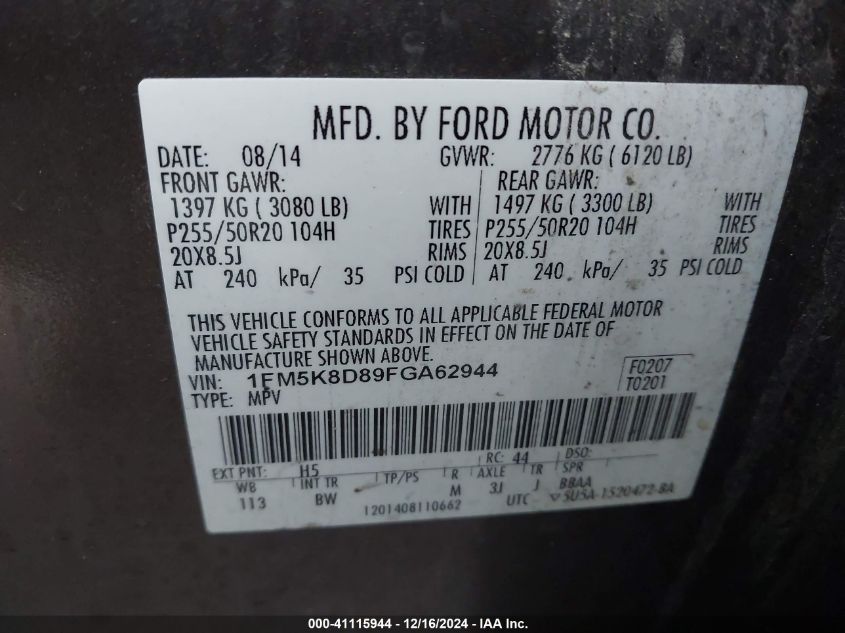 MFD. BY FORD MOTOR CO.
DATE: 08/14 GVWR: 2776 KG ( 6120 LB)
FRONT GAWR: REAR GAWR:
1397 KG ( 3080 LB) WITH 1497 KG ( 3300 LB) WITH
P255/50R20 104H TIRES P255/50R20 104H TIRES
20X8.5J RIMS 20X8.5J RIMS
AT 240 kPa/ 35 PSI COLD AT 240 kPa/ 35 PSI COLD
THIS VEHICLE CONFORMS TO ALL APPLICABLE FEDERAL MOTOR
VEHICLE SAFETY STANDARDS IN EFFECT ON THE DATE OF
MANUFACTURE SHOWN ABOVE.
VIN: 1FM5K8D89FGA62944 F0207
TYPE: MPV T0201
EXT PNT: H5 RC: 44 DSO:
WB INT TR TP/PS R AXLE TR SPR
113 BW M 3J J BBAA
1201408110662 UTC ▽5U5A-1520472-BA
000-41115944 / 12/16/2024 - IAA Inc.